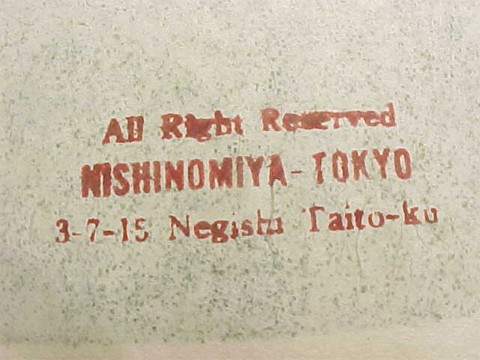 All Right Reserved
NISHINOMIYA-TOKYO
3-7-15 Negishi Taito-ku